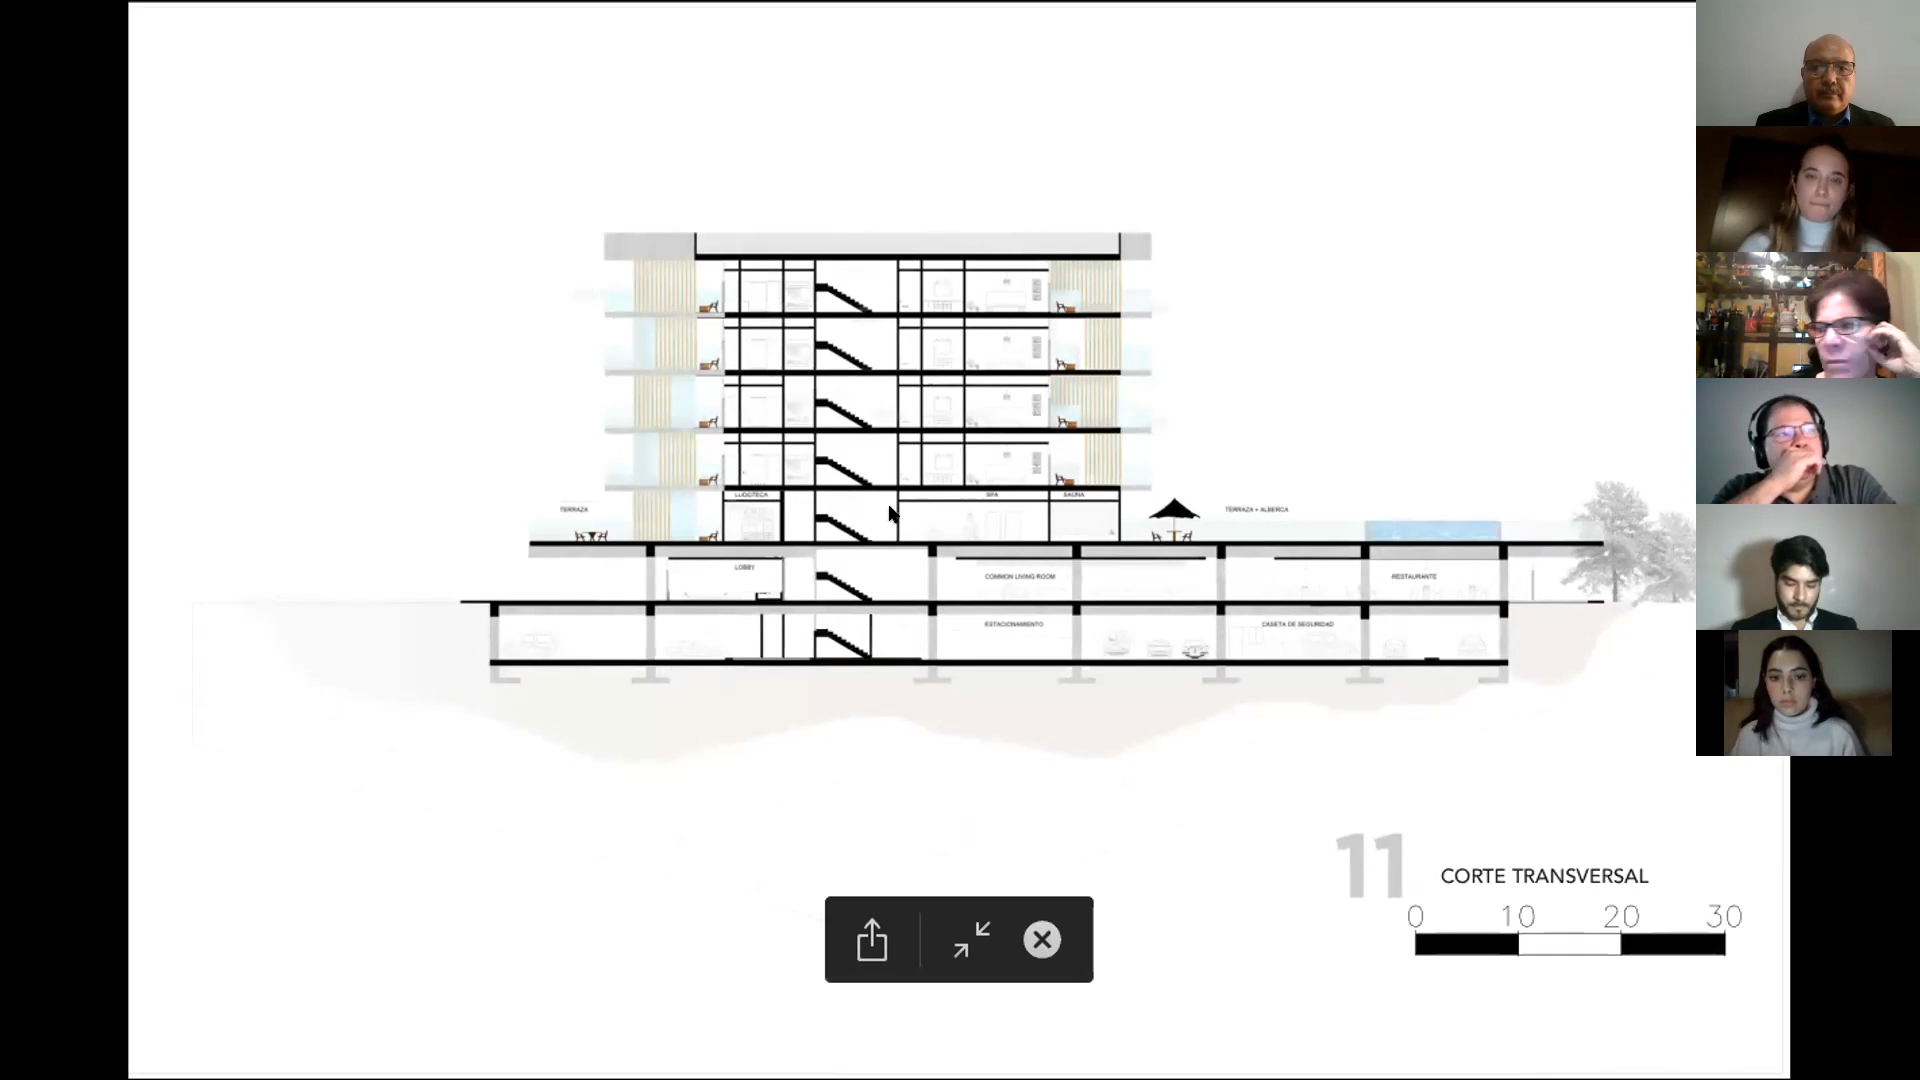 LUDOTECA
SPA
SAUNA
TERRAZA
TERRAZA + ALBERCA
LOBBY
COMMON LIVING ROOM
RESTAURANTE
ESTACIONAMIENTO
CASETA DE SEGURIDAD
11
CORTE TRANSVERSAL
0 10 20 30